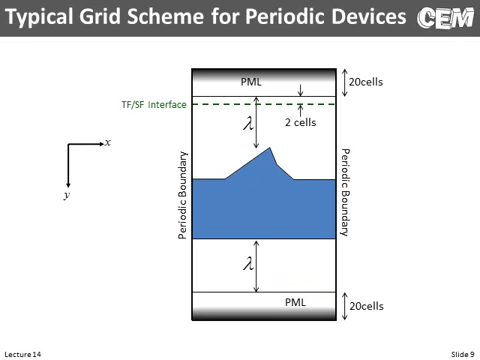 Typical Grid Scheme for Periodic Devices
CEM
PML
20cells
TF/SF Interface
2 cells
λ
x
y
Periodic Boundary
Periodic Boundary
λ
PML
20cells
Lecture 14
Slide 9